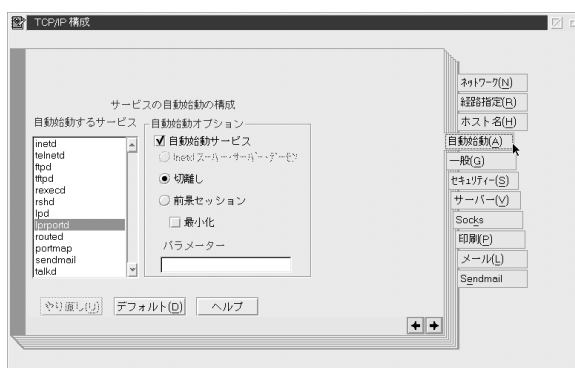 TCP/IP 構成
サービスの自動始動の構成
自動始動するサービス
inetd
telnetd
ftpd
tftpd
rexecd
rshd
lpd
lprportd
routed
portmap
sendmail
talkd
自動始動オプション
自動始動サービス
Inetd スーパー・サーバー・デーモン
切離し
前景セッション
最小化
パラメーター
やり直し(U)
デフォルト(D)
ヘルプ
ネットワーク(N)
経路指定(R)
ホスト名(H)
自動始動(A)
一般(G)
セキュリティー(S)
サーバー(V)
Socks
印刷(P)
メール(L)
Sendmail